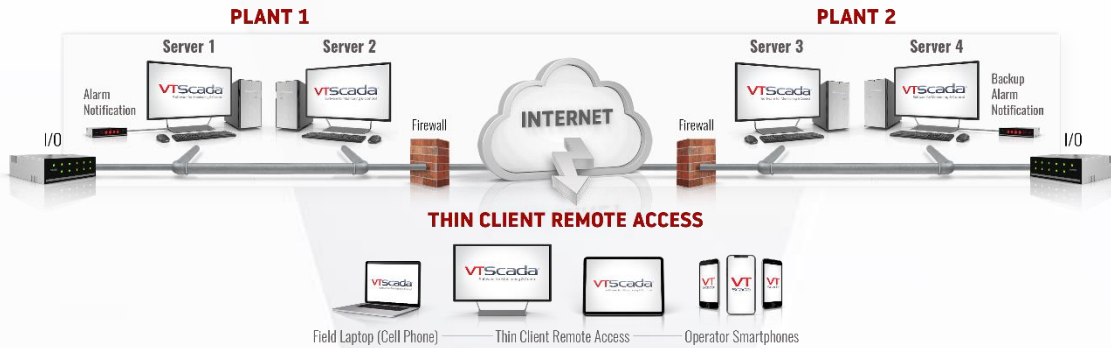 PLANT 1
PLANT 2
Server 1
Server 2
Server 3
Server 4
Alarm
Notification
VTScada
VTScada
VTScada
VTScada
Backup
Alarm
Notification
I/O
Firewall
INTERNET
Firewall
I/O
THIN CLIENT REMOTE ACCESS
VTScada
VTScada
VTScada
VT
VT
VT
Field Laptop (Cell Phone)
Thin Client Remote Access
Operator Smartphones